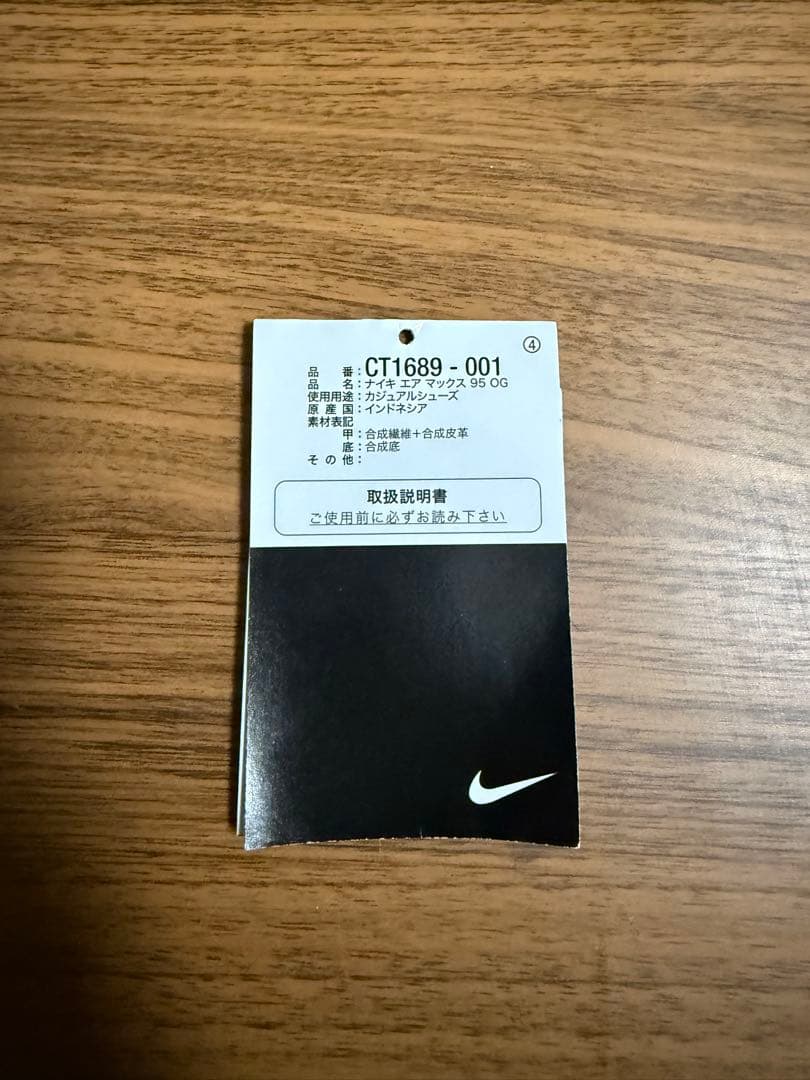 ④
品番：CT1689 - 001
品名：ナイキ エア マックス 95 OG
使用用途：カジュアルシューズ
原産国：インドネシア
素材表記
甲：合成繊維＋合成皮革
底：合成底
その他：
取扱説明書
ご使用前に必ずお読み下さい